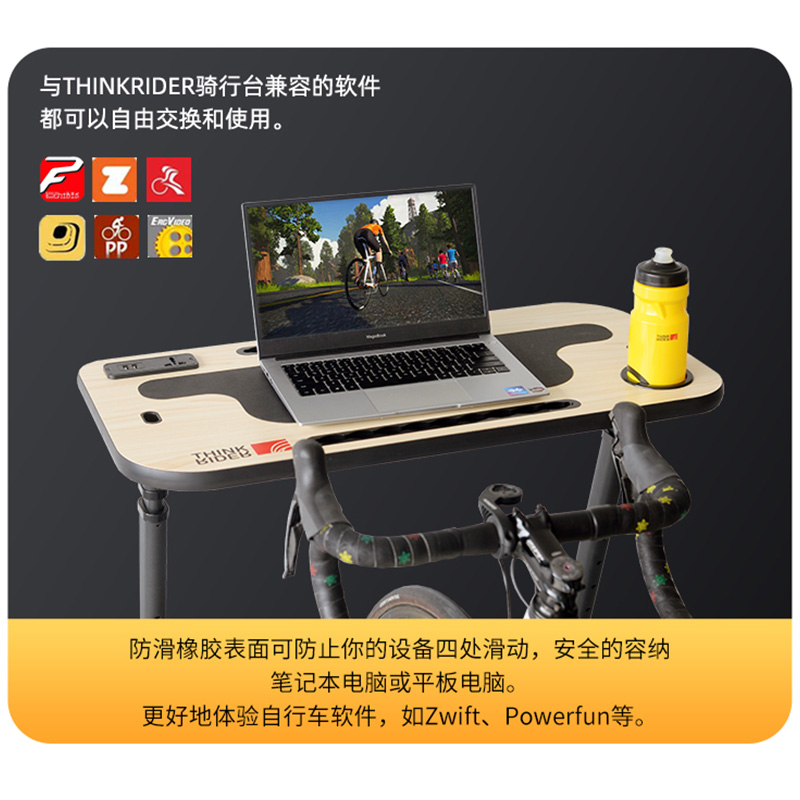 与THINKRIDER骑行台兼容的软件
都可以自由交换和使用。
ERGVIDEO
PP
MagicBook
THINK
RIDER
THINK
RIDER
防滑橡胶表面可防止你的设备四处滑动，安全的容纳
笔记本电脑或平板电脑。
更好地体验自行车软件，如Zwift、Powerfun等。